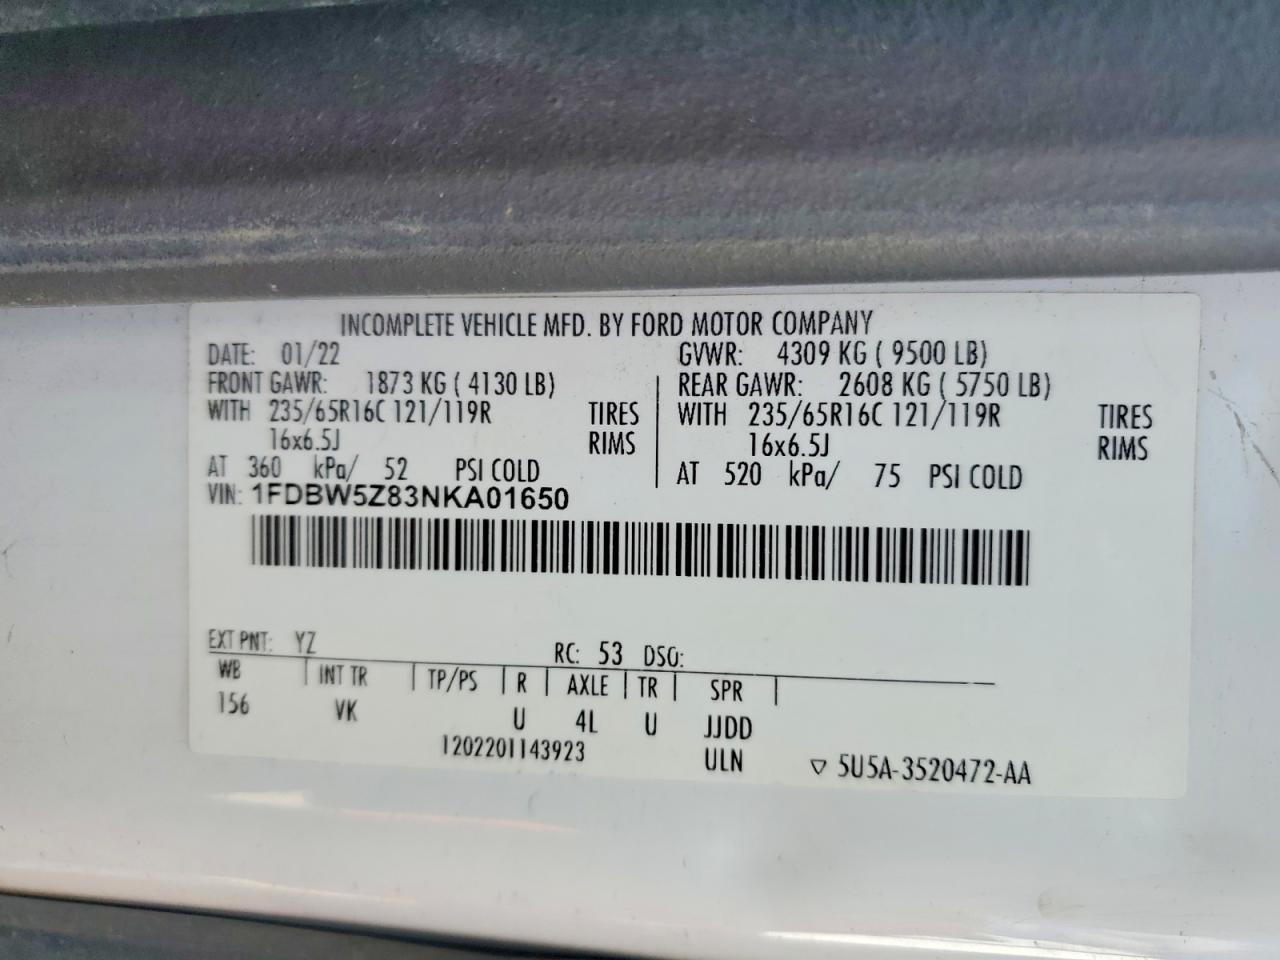 INCOMPLETE VEHICLE MFD. BY FORD MOTOR COMPANY
DATE: 01/22 GVWR: 4309 KG ( 9500 LB)
FRONT GAWR: 1873 KG ( 4130 LB) REAR GAWR: 2608 KG ( 5750 LB)
WITH 235/65R16C 121/119R TIRES WITH 235/65R16C 121/119R TIRES
16x6.5J RIMS 16x6.5J RIMS
AT 360 kPa/ 52 PSI COLD AT 520 kPa/ 75 PSI COLD
VIN: 1FDBW5Z83NKA01650
EXT PNT: YZ RC: 53 DSO:
WB INT TR TP/PS R AXLE TR SPR
156 VK U 4L U JJDD
1202201143923 ULN ▽ 5U5A-3520472-AA